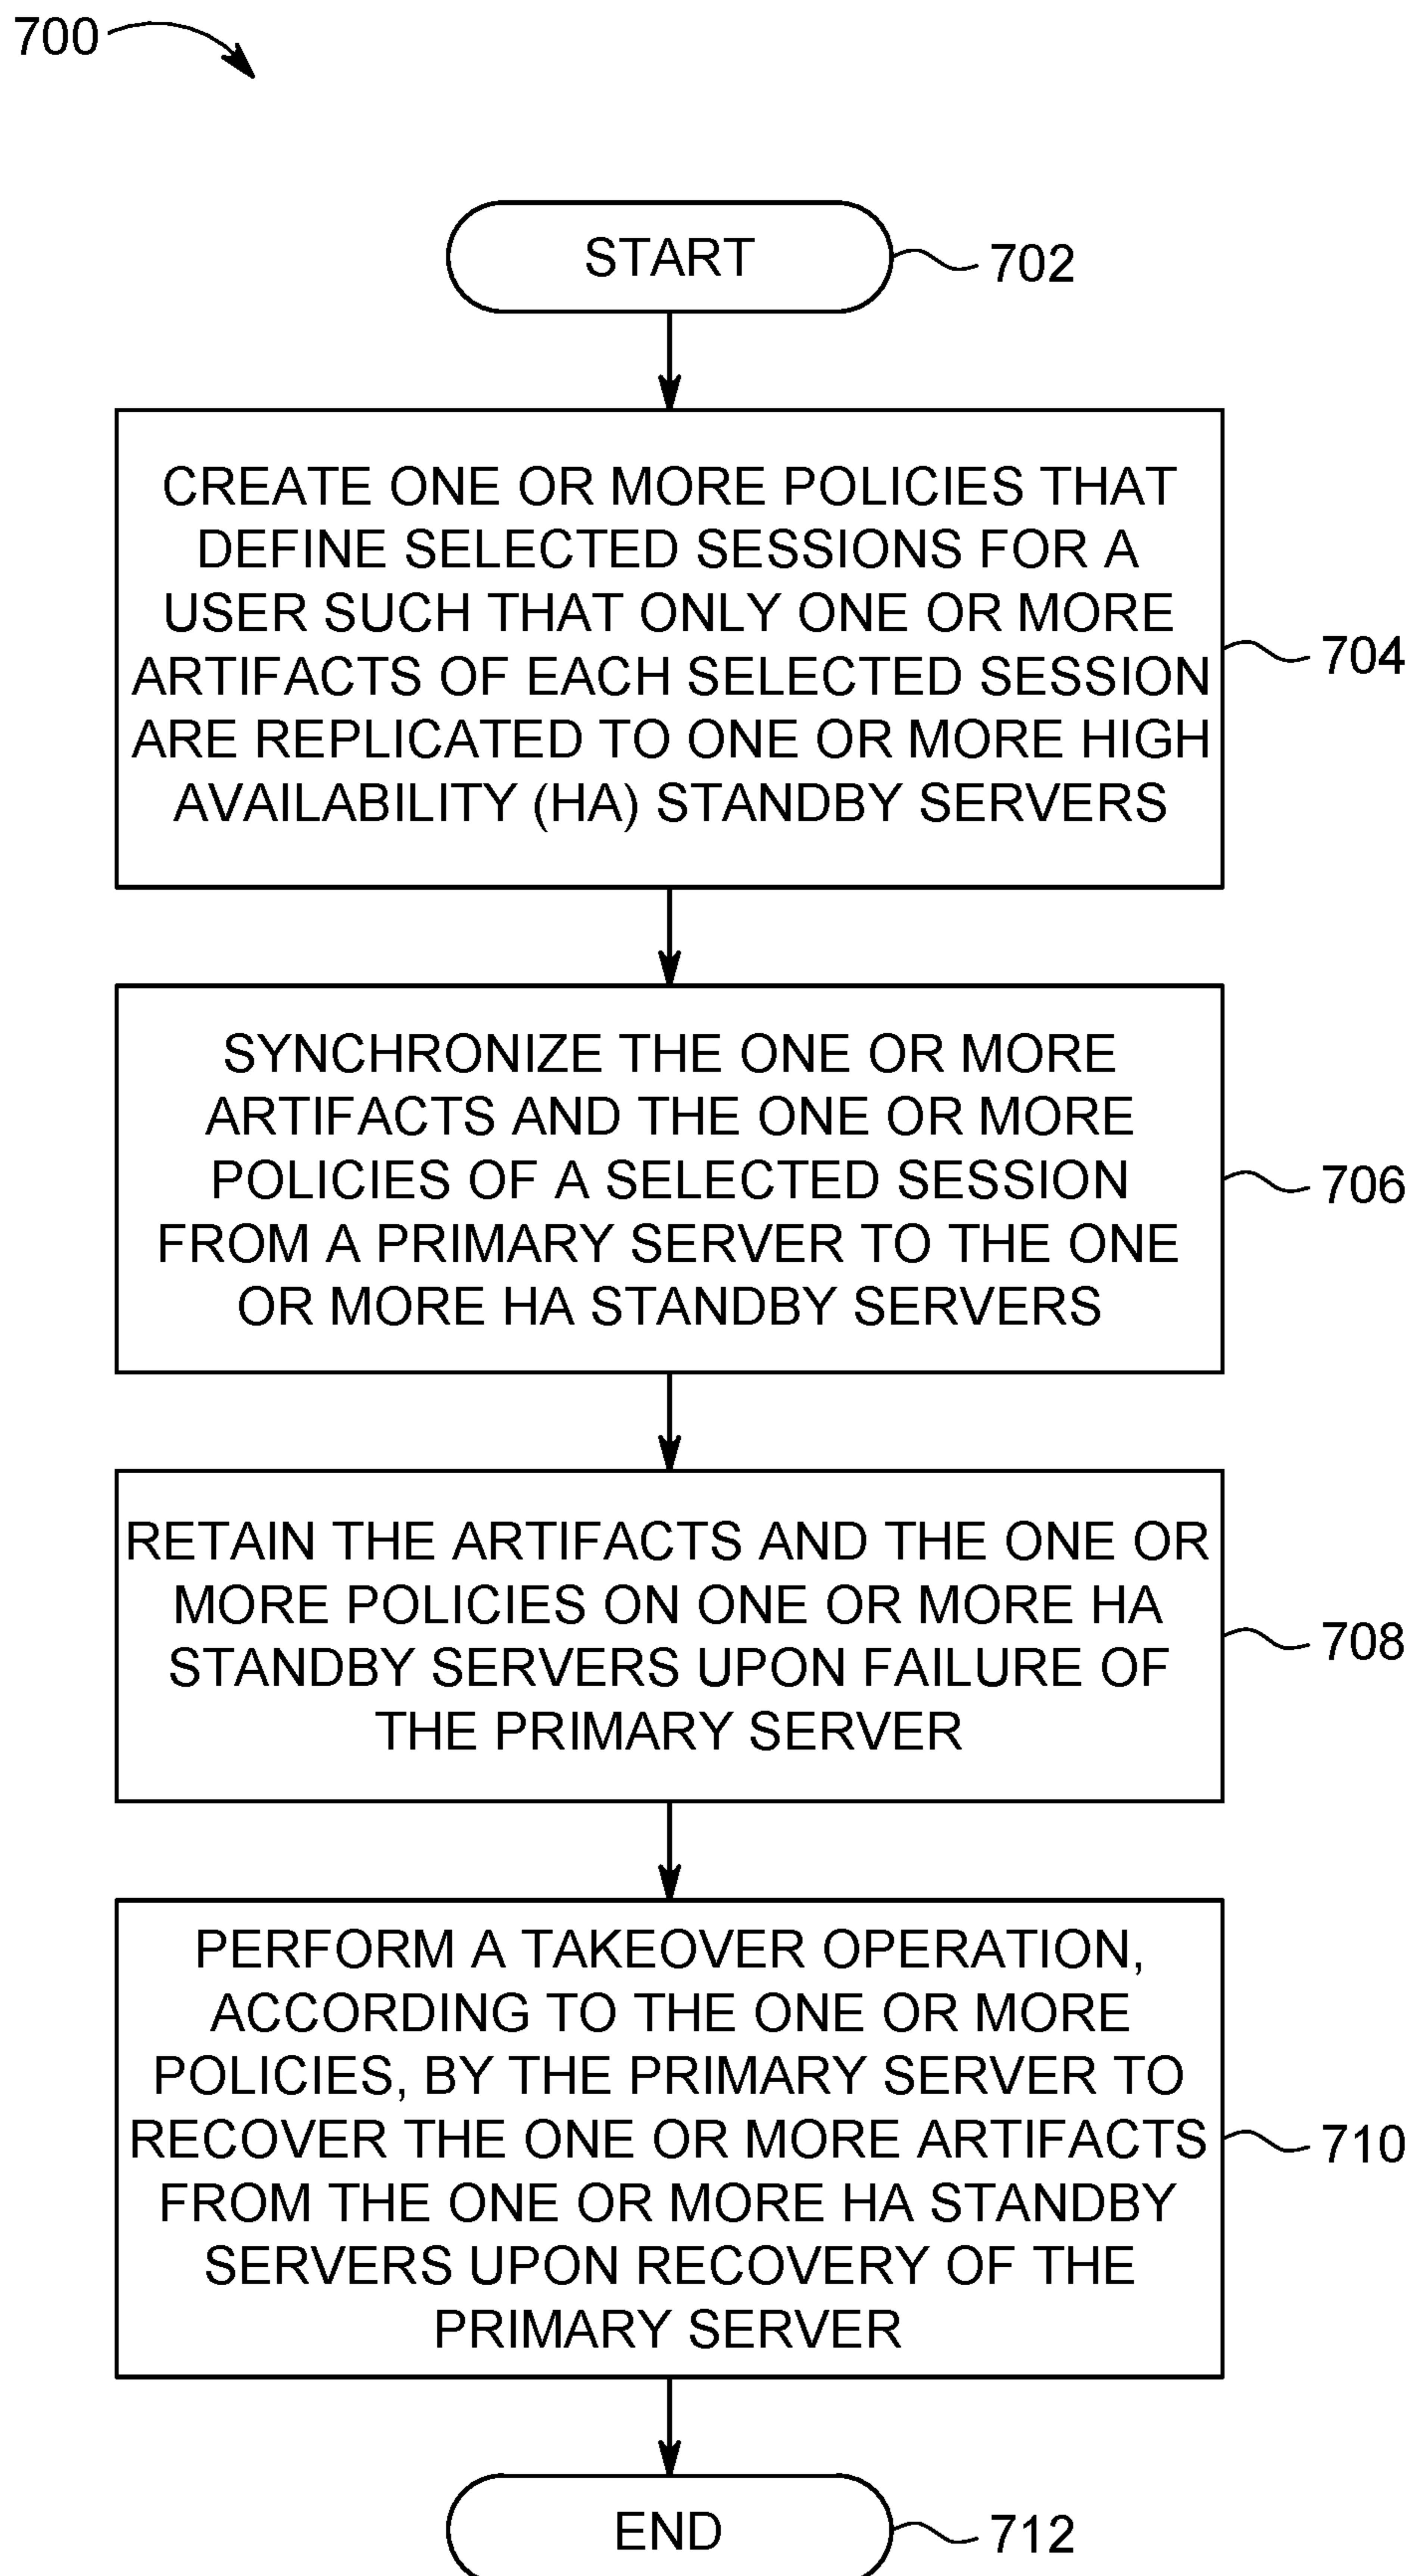 700
START
702
CREATE ONE OR MORE POLICIES THAT
DEFINE SELECTED SESSIONS FOR A
USER SUCH THAT ONLY ONE OR MORE
ARTIFACTS OF EACH SELECTED SESSION
ARE REPLICATED TO ONE OR MORE HIGH
AVAILABILITY (HA) STANDBY SERVERS
704
SYNCHRONIZE THE ONE OR MORE
ARTIFACTS AND THE ONE OR MORE
POLICIES OF A SELECTED SESSION
FROM A PRIMARY SERVER TO THE ONE
OR MORE HA STANDBY SERVERS
706
RETAIN THE ARTIFACTS AND THE ONE OR
MORE POLICIES ON ONE OR MORE HA
STANDBY SERVERS UPON FAILURE OF
THE PRIMARY SERVER
708
PERFORM A TAKEOVER OPERATION,
ACCORDING TO THE ONE OR MORE
POLICIES, BY THE PRIMARY SERVER TO
RECOVER THE ONE OR MORE ARTIFACTS
FROM THE ONE OR MORE HA STANDBY
SERVERS UPON RECOVERY OF THE
PRIMARY SERVER
710
END
712